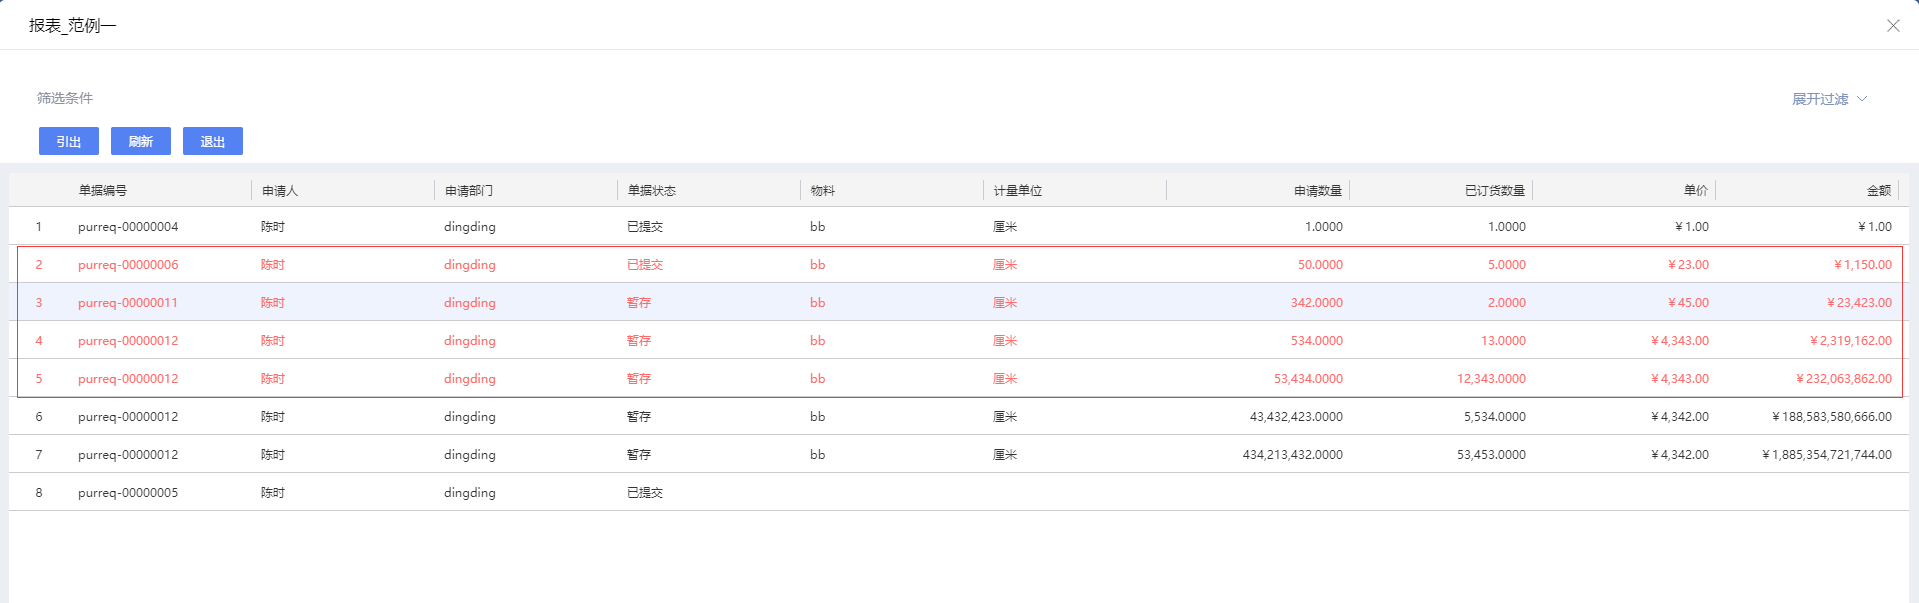 报表_范例一
筛选条件
展开过滤
引出 刷新 退出
单据编号 申请人 申请部门 单据状态 物料 计量单位 申请数量 已订货数量 单价 金额
1 purreq-00000004 陈时 dingding 已提交 bb 厘米 1.0000 1.0000 ¥1.00 ¥1.00
2 purreq-00000006 陈时 dingding 已提交 bb 厘米 50.0000 5.0000 ¥23.00 ¥1,150.00
3 purreq-00000011 陈时 dingding 暂存 bb 厘米 342.0000 2.0000 ¥45.00 ¥23,423.00
4 purreq-00000012 陈时 dingding 暂存 bb 厘米 534.0000 13.0000 ¥4,343.00 ¥2,319,162.00
5 purreq-00000012 陈时 dingding 暂存 bb 厘米 53,434.0000 12,343.0000 ¥4,343.00 ¥232,063,862.00
6 purreq-00000012 陈时 dingding 暂存 bb 厘米 43,432,423.0000 5,534.0000 ¥4,342.00 ¥188,583,580,666.00
7 purreq-00000012 陈时 dingding 暂存 bb 厘米 434,213,432.0000 53,453.0000 ¥4,342.00 ¥1,885,354,721,744.00
8 purreq-00000005 陈时 dingding 已提交